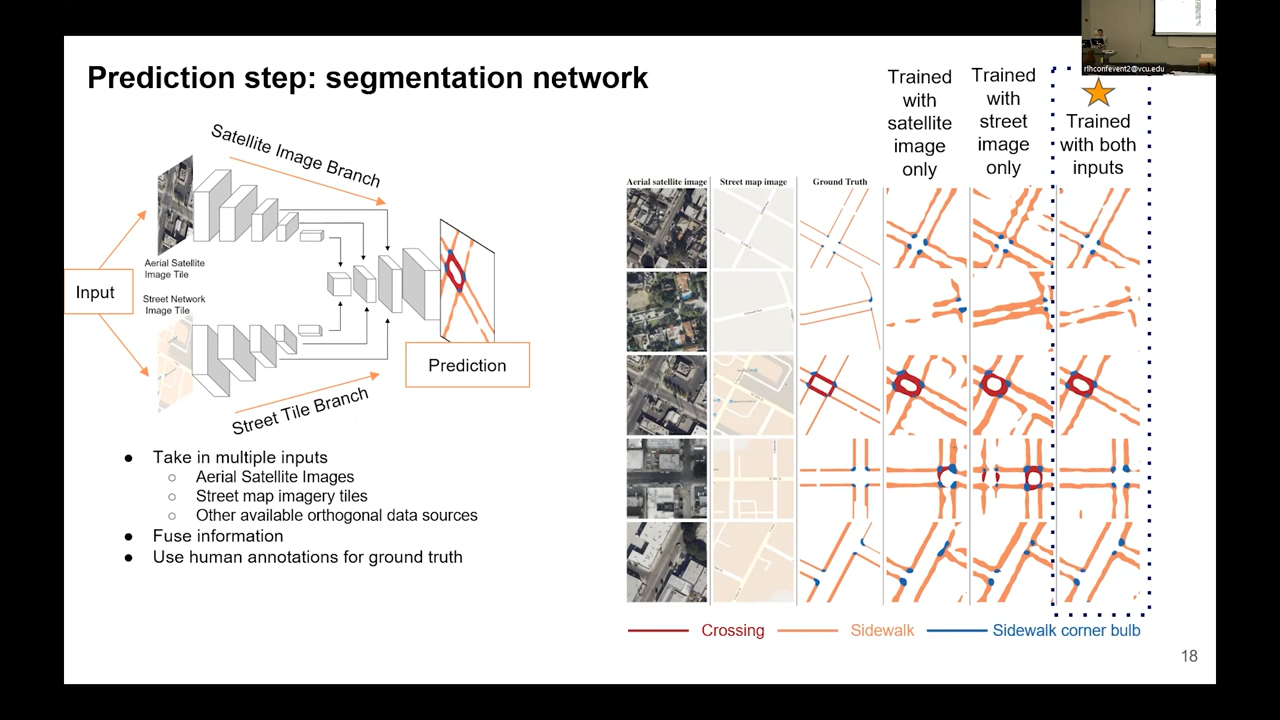 rlhconfevent2@vcu.edu
Prediction step: segmentation network
Trained
with
satellite
image
only
Trained
with
street
image
only
Trained
with both
inputs
Satellite Image Branch
Aerial satellite image
Street map image
Ground Truth
Aerial Satellite
Image Tile
Input
Street Network
Image Tile
Prediction
Street Tile Branch
● Take in multiple inputs
○ Aerial Satellite Images
○ Street map imagery tiles
○ Other available orthogonal data sources
● Fuse information
● Use human annotations for ground truth
Crossing
Sidewalk
Sidewalk corner bulb
18